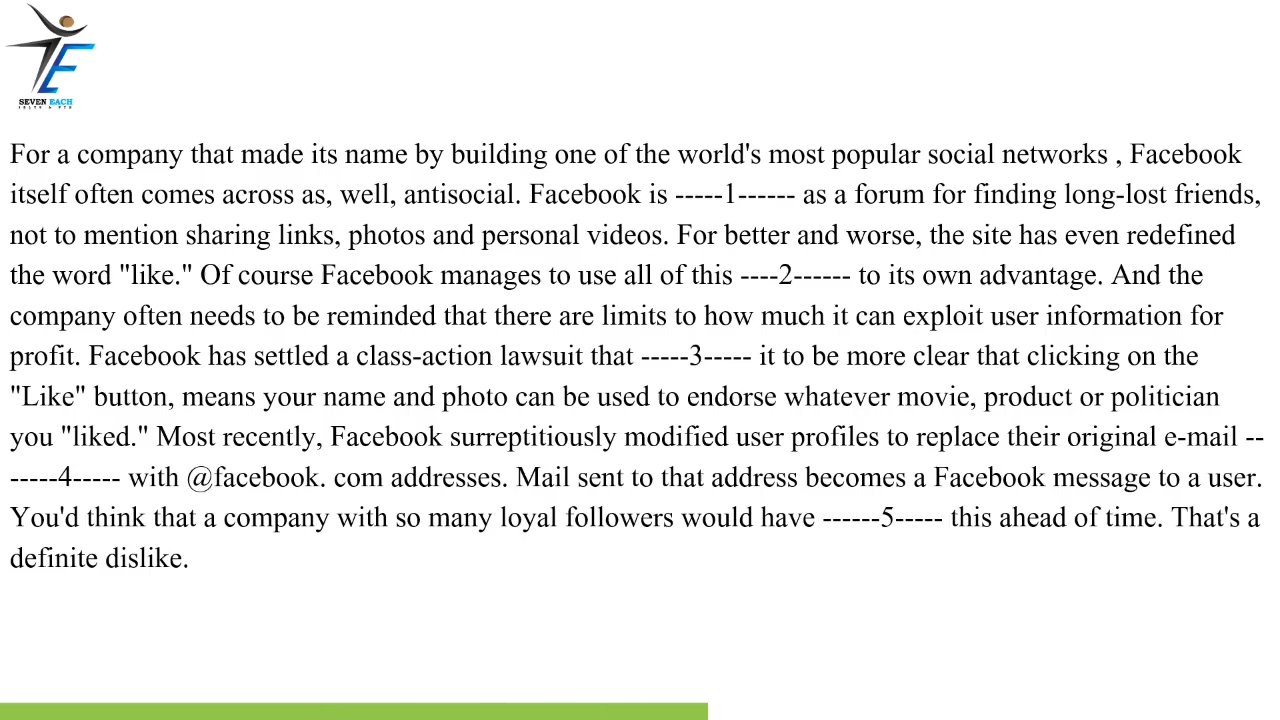 SEVEN EACH
IELTS & PTE
For a company that made its name by building one of the world's most popular social networks , Facebook
itself often comes across as, well, antisocial. Facebook is -----1------ as a forum for finding long-lost friends,
not to mention sharing links, photos and personal videos. For better and worse, the site has even redefined
the word "like." Of course Facebook manages to use all of this ----2------ to its own advantage. And the
company often needs to be reminded that there are limits to how much it can exploit user information for
profit. Facebook has settled a class-action lawsuit that -----3----- it to be more clear that clicking on the
"Like" button, means your name and photo can be used to endorse whatever movie, product or politician
you "liked." Most recently, Facebook surreptitiously modified user profiles to replace their original e-mail --
-----4----- with @facebook. com addresses. Mail sent to that address becomes a Facebook message to a user.
You'd think that a company with so many loyal followers would have ------5----- this ahead of time. That's a
definite dislike.